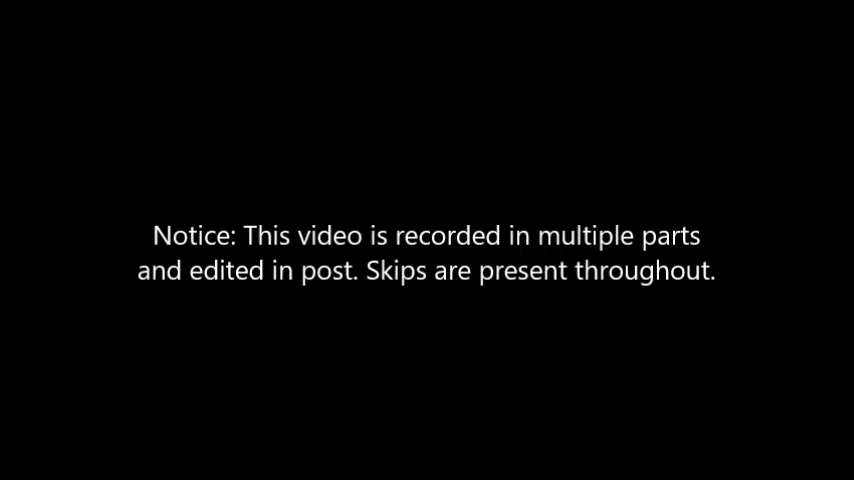 Notice: This video is recorded in multiple parts
and edited in post. Skips are present throughout.